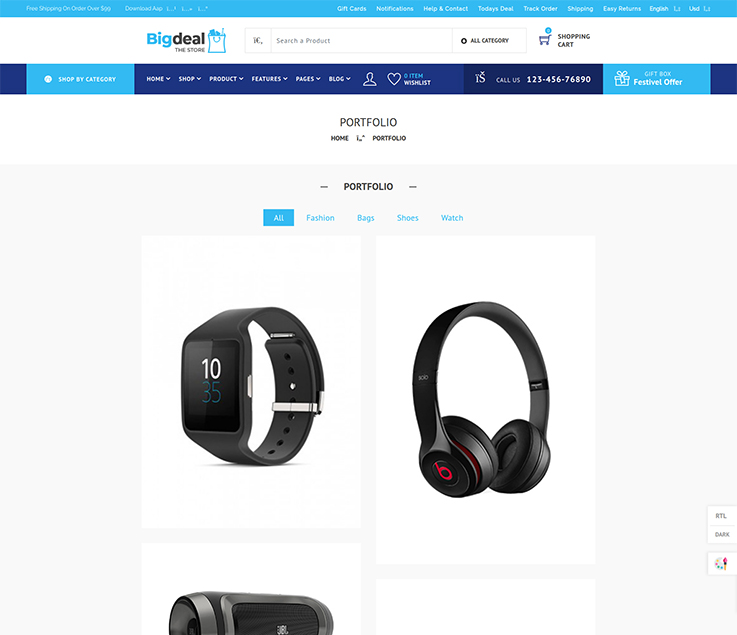 Free Shipping On Order Over $99
Download Aap
Gift Cards Notifications Help & Contact Todays Deal Track Order Shipping Easy Returns English Usd
Bigdeal
THE STORE
Search a Product
ALL CATEGORY
0
SHOPPING
CART
SHOP BY CATEGORY
HOME SHOP PRODUCT FEATURES PAGES BLOG
0 ITEM
WISHLIST
CALL US 123-456-76890
GIFT BOX
Festivel Offer
PORTFOLIO
HOME PORTFOLIO
— PORTFOLIO —
All Fashion Bags Shoes Watch
10
35
solo
b
JBL
RTL
DARK